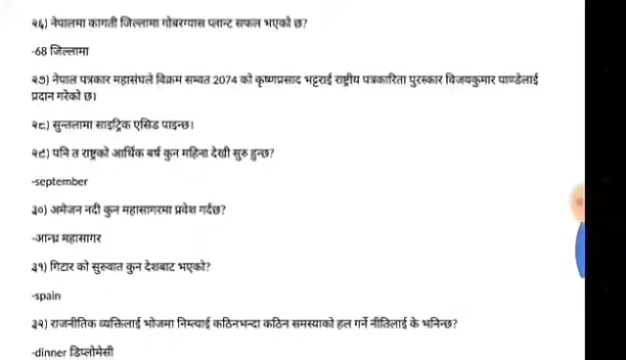 २६) नेपालमा कागती जिल्लामा गोबरग्यास प्लान्ट सफल भएको छ?
-68 जिल्लामा
२७) नेपाल पत्रकार महासंघले विक्रम सम्वत 2074 को कृष्णप्रसाद भट्टराई राष्ट्रीय पत्रकारिता पुरस्कार विजयकुमार पाण्डेलाई
प्रदान गरेको छ।
२८) सुन्तलामा साइट्रिक एसिड पाइन्छ।
२९) पनि त राष्ट्रको आर्थिक बर्ष कुन महिना देखी सुरु हुन्छ?
-september
३०) अमेजन नदी कुन महासागरमा प्रवेश गर्दछ?
-आन्ध्र महासागर
३१) गिटार को सुरुवात कुन देशबाट भएको?
-spain
३२) राजनीतिक व्यक्तिलाई भोजमा निम्त्याई कठिनभन्दा कठिन समस्याको हल गर्ने नीतिलाई के भनिन्छ?
-dinner डिप्लोमेसी